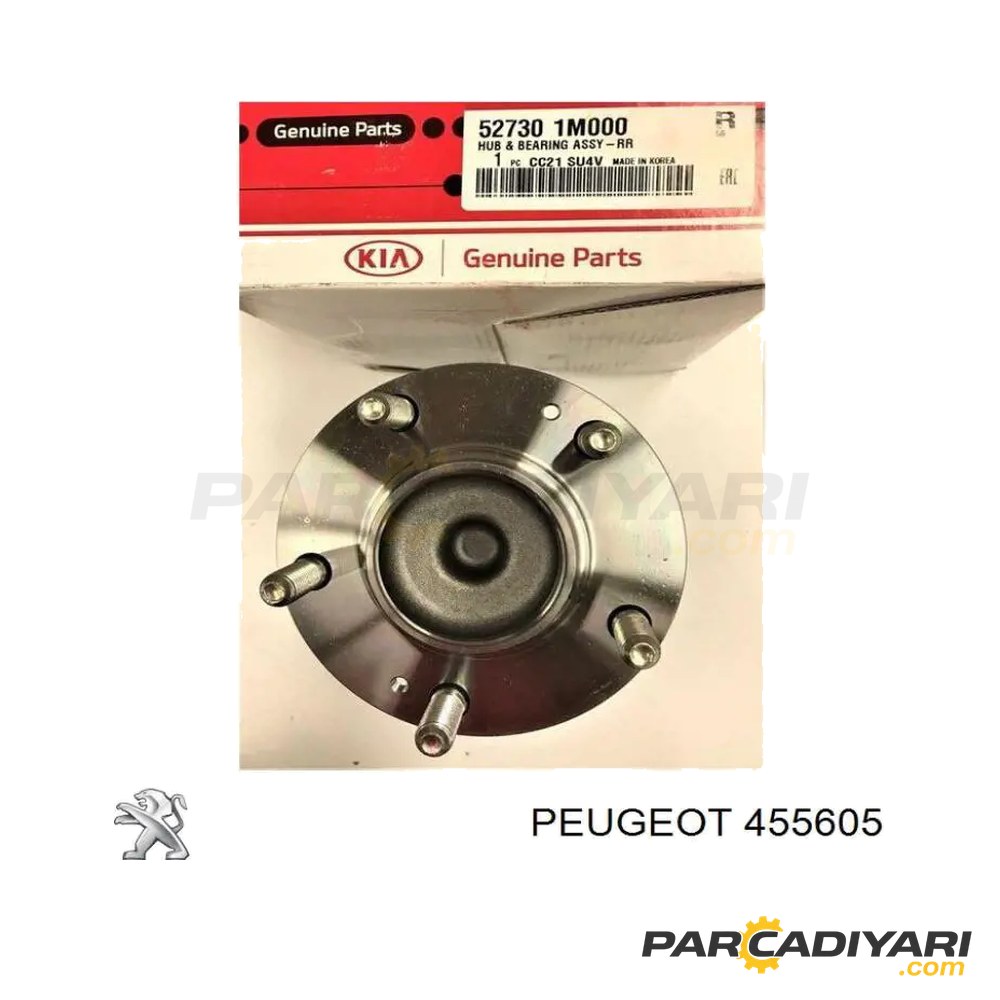 Genuine Parts
52730 1M000
HUB & BEARING ASSY-RR
1 PC CC21 SU4V MADE IN KOREA
EAC
KIA Genuine Parts
PARCADIYARI
.com
PEUGEOT 455605
PARCADIYARI
.com